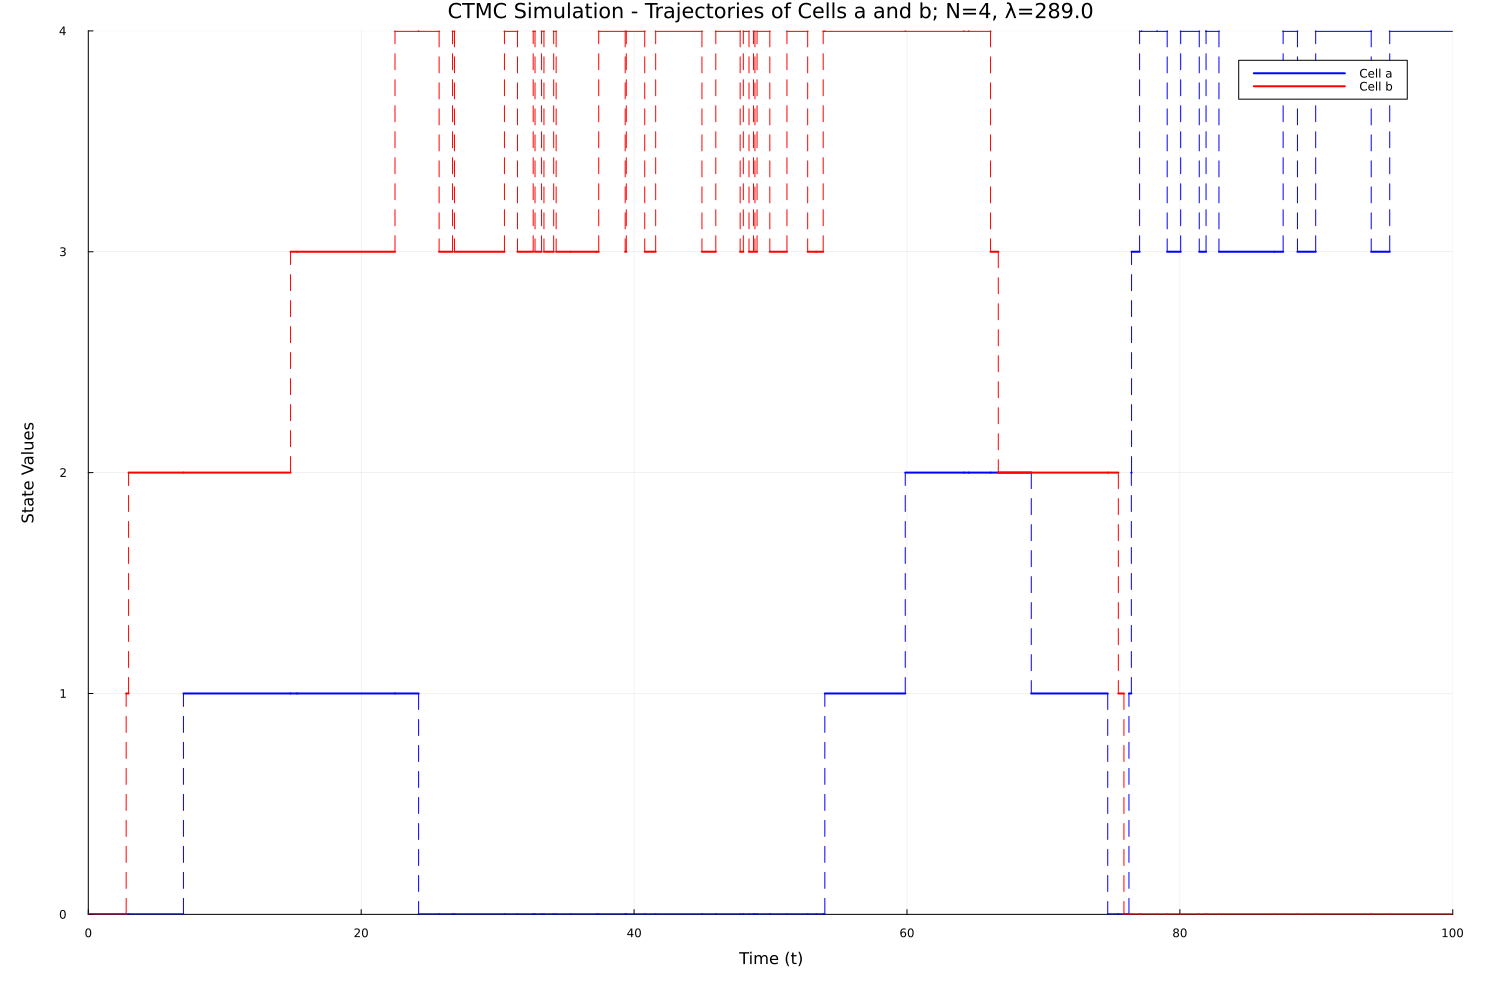 CTMC Simulation - Trajectories of Cells a and b; N=4, λ=289.0
4
Cell a
Cell b
3
State Values
2
1
0
0 20 40 60 80 100
Time (t)